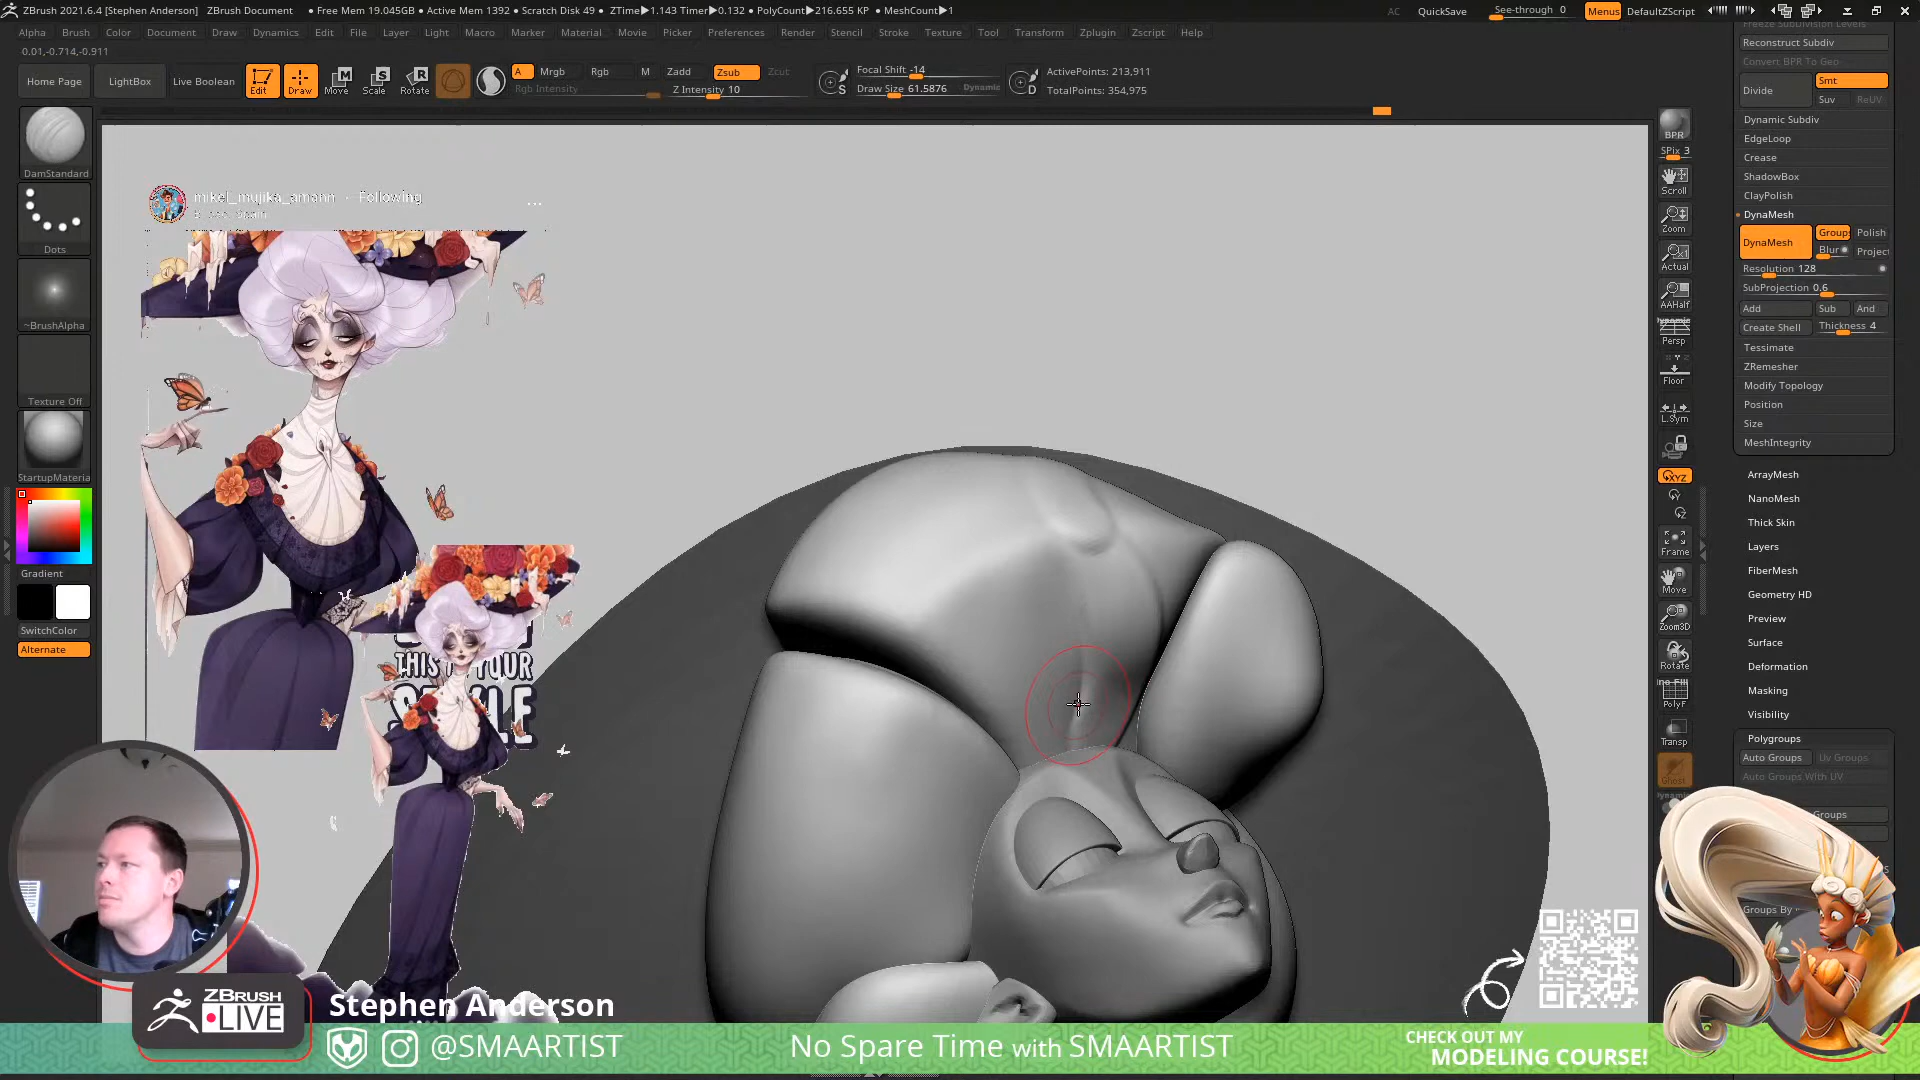 ZBrush 2021.6.4 [Stephen Anderson] ZBrush Document • Free Mem 19.045GB • Active Mem 1392 • Scratch Disk 49 • ZTime▶1.143 Timer▶0.132 • PolyCount▶216.655 KP • MeshCount▶1 AC QuickSave See-through 0 Menus DefaultZScript
Alpha Brush Color Document Draw Dynamics Edit File Layer Light Macro Marker Material Movie Picker Preferences Render Stencil Stroke Texture Tool Transform Zplugin Zscript Help
0.01,-0.714,-0.911
Home Page LightBox Live Boolean Edit Draw Move Scale Rotate
A Mrgb Rgb M Zadd Zsub Zcut
Rgb Intensity Z Intensity 10
Focal Shift -14
Draw Size 61.5876 Dynamic
ActivePoints: 213,911
TotalPoints: 354,975
DamStandard
Dots
~BrushAlpha
Texture Off
StartupMateria
Gradient
SwitchColor
Alternate
mikel_mujika_amann · Following
THIS
YOUR
BPR
SPix 3
Scroll
Zoom
Actual
AAHalf
Dynamic
Persp
Floor
L.Sym
XYZ
Frame
Move
Zoom3D
Rotate
PolyF
Transp
Ghost
Freeze Subdivision Levels
Reconstruct Subdiv
Convert BPR To Geo
Divide Smt
Suv ReUV
Dynamic Subdiv
EdgeLoop
Crease
ShadowBox
ClayPolish
DynaMesh
DynaMesh Group Polish
Blur Projec
Resolution 128
SubProjection 0.6
Add Sub And
Create Shell Thickness 4
Tessimate
ZRemesher
Modify Topology
Position
Size
MeshIntegrity
ArrayMesh
NanoMesh
Thick Skin
Layers
FiberMesh
Geometry HD
Preview
Surface
Deformation
Masking
Visibility
Polygroups
Auto Groups Uv Groups
Auto Groups With UV
Groups
Groups By
ZBRUSH
LIVE
Stephen Anderson
@SMAARTIST
No Spare Time with SMAARTIST
CHECK OUT MY
MODELING COURSE!